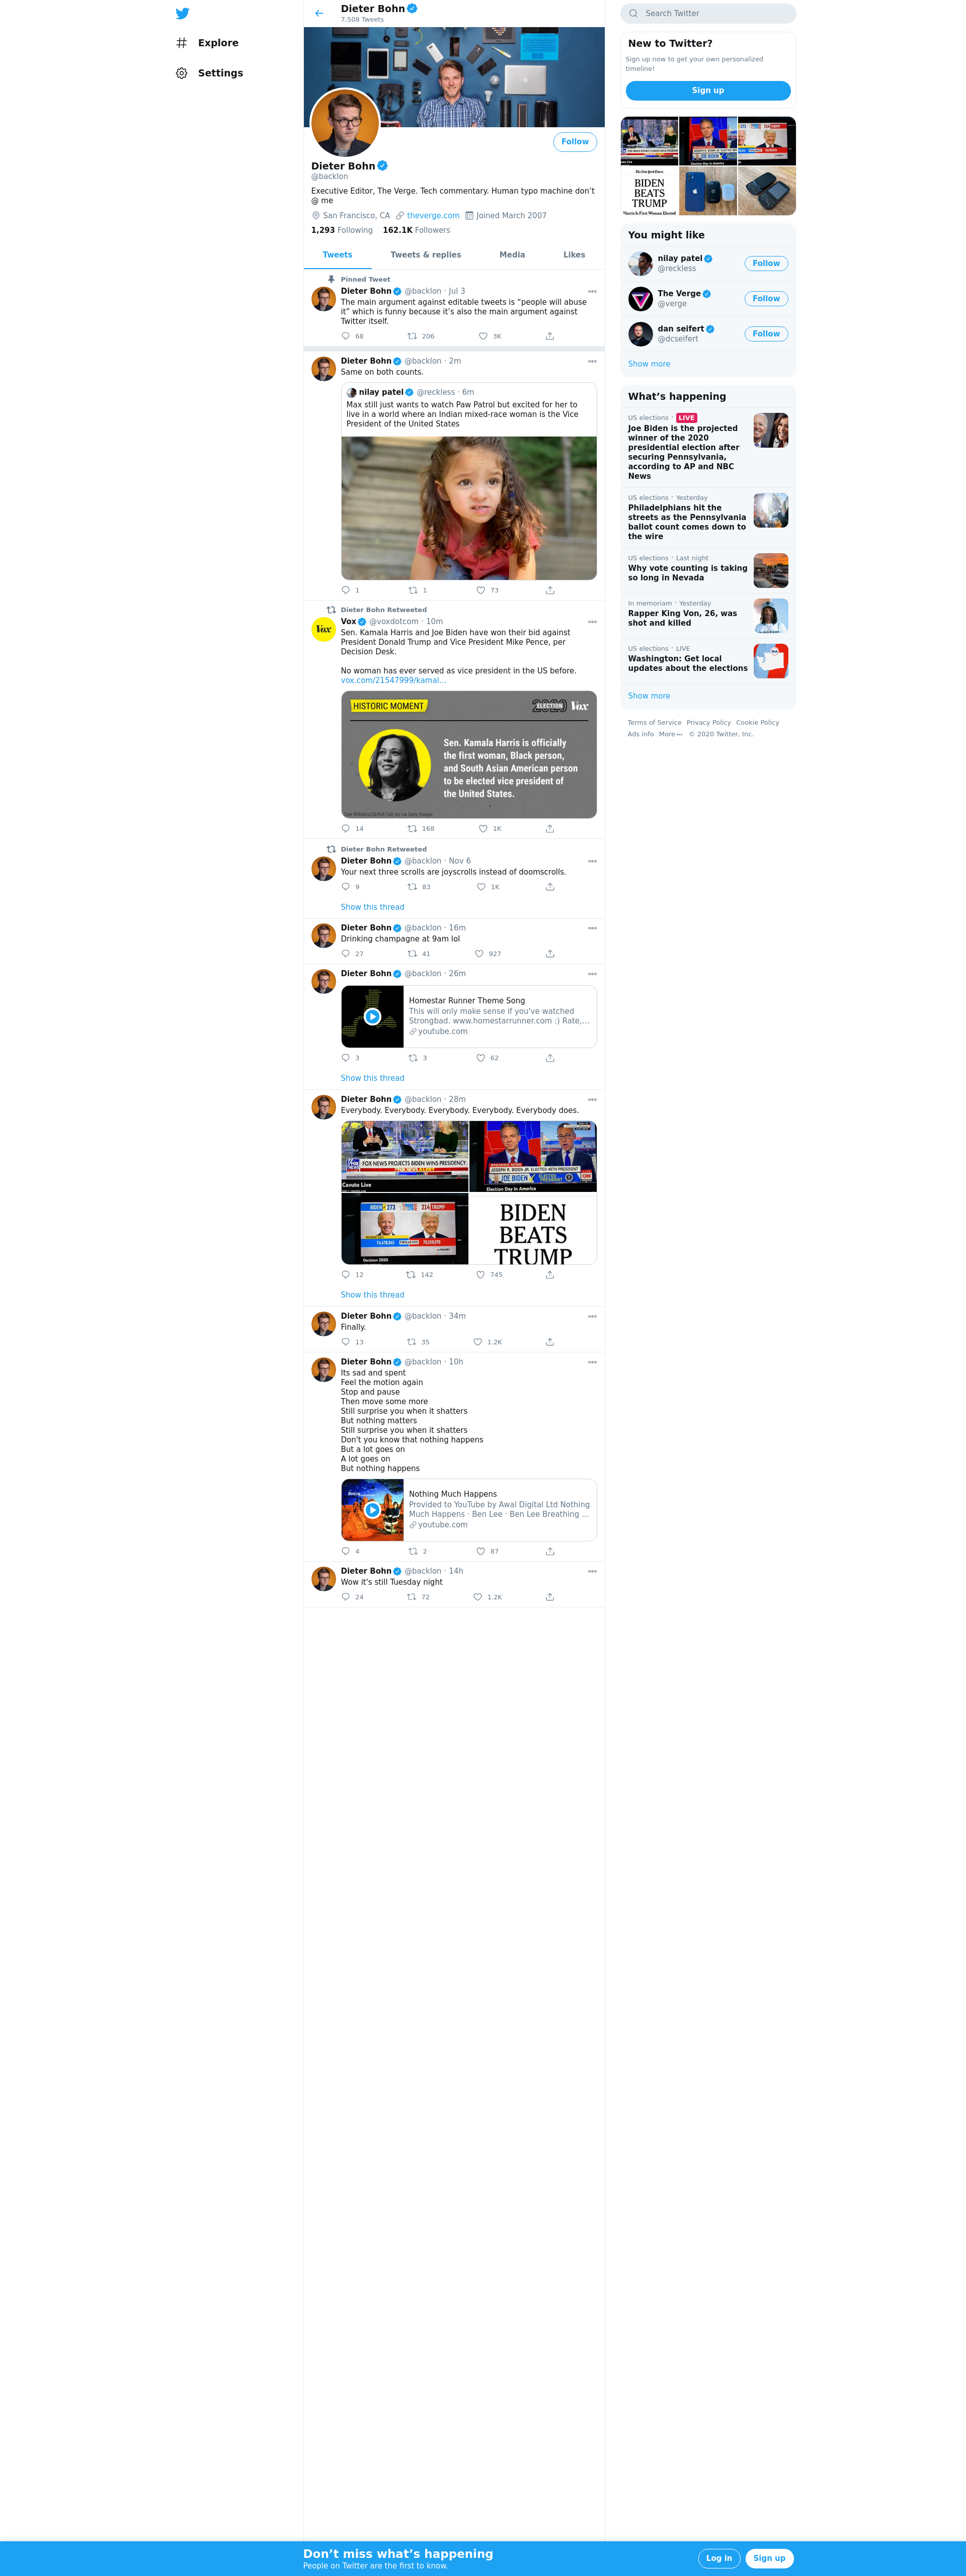 Explore
Settings
Dieter Bohn
7,508 Tweets
Follow
Dieter Bohn
@backlon
Executive Editor, The Verge. Tech commentary. Human typo machine don’t
@ me
San Francisco, CA theverge.com Joined March 2007
1,293 Following 162.1K Followers
Tweets Tweets & replies Media Likes
Pinned Tweet
Dieter Bohn @backlon · Jul 3
The main argument against editable tweets is “people will abuse
it” which is funny because it’s also the main argument against
Twitter itself.
68 206 3K
Dieter Bohn @backlon · 2m
Same on both counts.
nilay patel @reckless · 6m
Max still just wants to watch Paw Patrol but excited for her to
live in a world where an Indian mixed-race woman is the Vice
President of the United States
1 1 73
Dieter Bohn Retweeted
Vox @voxdotcom · 10m
Sen. Kamala Harris and Joe Biden have won their bid against
President Donald Trump and Vice President Mike Pence, per
Decision Desk.
No woman has ever served as vice president in the US before.
vox.com/21547999/kamal…
HISTORIC MOMENT
2020 ELECTION Vox
Sen. Kamala Harris is officially
the first woman, Black person,
and South Asian American person
to be elected vice president of
the United States.
14 168 1K
Dieter Bohn Retweeted
Dieter Bohn @backlon · Nov 6
Your next three scrolls are joyscrolls instead of doomscrolls.
9 83 1K
Show this thread
Dieter Bohn @backlon · 16m
Drinking champagne at 9am lol
27 41 927
Dieter Bohn @backlon · 26m
Homestar Runner Theme Song
This will only make sense if you've watched
Strongbad. www.homestarrunner.com :) Rate,…
youtube.com
3 3 62
Show this thread
Dieter Bohn @backlon · 28m
Everybody. Everybody. Everybody. Everybody. Everybody does.
FOX NEWS PROJECTS BIDEN WINS PRESIDENCY
Cavuto Live
JOSEPH R. BIDEN JR. ELECTED 46TH PRESIDENT
JOE BIDEN
Election Day in America
BIDEN 273 214 TRUMP
Decision 2020
BIDEN
BEATS
TRUMP
12 142 745
Show this thread
Dieter Bohn @backlon · 34m
Finally.
13 35 1.2K
Dieter Bohn @backlon · 10h
Its sad and spent
Feel the motion again
Stop and pause
Then move some more
Still surprise you when it shatters
But nothing matters
Still surprise you when it shatters
Don't you know that nothing happens
But a lot goes on
A lot goes on
But nothing happens
Nothing Much Happens
Provided to YouTube by Awal Digital Ltd Nothing
Much Happens · Ben Lee · Ben Lee Breathing …
youtube.com
4 2 87
Dieter Bohn @backlon · 14h
Wow it's still Tuesday night
24 72 1.2K
Search Twitter
New to Twitter?
Sign up now to get your own personalized
timeline!
Sign up
The New York Times
BIDEN
BEATS
TRUMP
You might like
nilay patel
@reckless
Follow
The Verge
@verge
Follow
dan seifert
@dcseifert
Follow
Show more
What’s happening
US elections · LIVE
Joe Biden is the projected
winner of the 2020
presidential election after
securing Pennsylvania,
according to AP and NBC
News
US elections · Yesterday
Philadelphians hit the
streets as the Pennsylvania
ballot count comes down to
the wire
US elections · Last night
Why vote counting is taking
so long in Nevada
In memoriam · Yesterday
Rapper King Von, 26, was
shot and killed
US elections · LIVE
Washington: Get local
updates about the elections
Show more
Terms of Service Privacy Policy Cookie Policy
Ads info More © 2020 Twitter, Inc.
Don’t miss what’s happening
People on Twitter are the first to know.
Log in Sign up